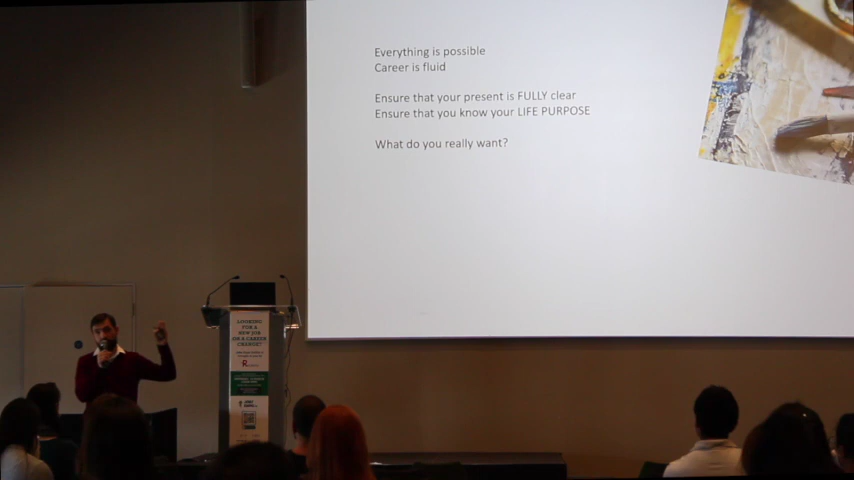 Everything is possible
Career is fluid
Ensure that your present is FULLY clear
Ensure that you know your LIFE PURPOSE
What do you really want?
LOOKING
FOR A
NEW JOB
OR A CAREER
CHANGE?